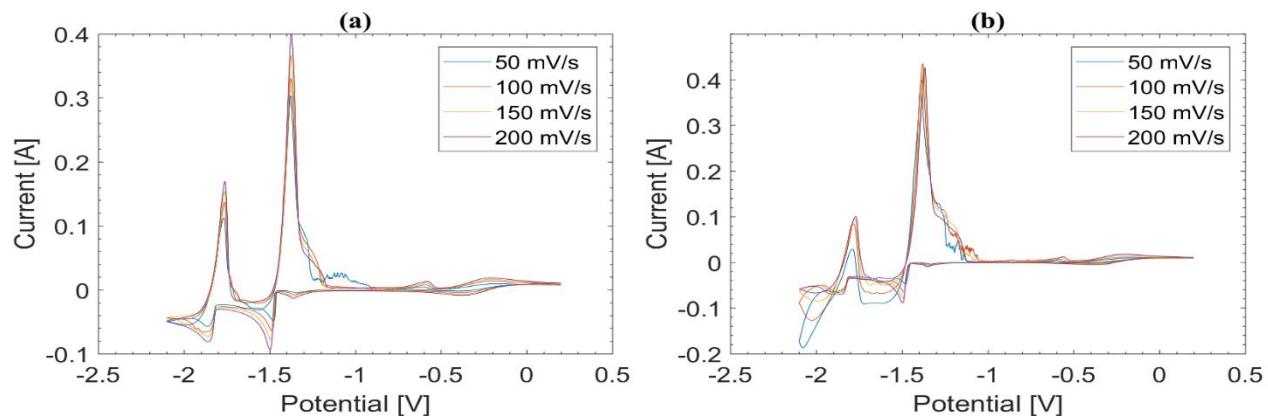 (a)
0.4
0.3
0.2
0.1
0
-0.1
-2.5
-2
-1.5
-1
-0.5
0
0.5
Current [A]
Potential [V]
50 mV/s
100 mV/s
150 mV/s
200 mV/s
(b)
0.4
0.3
0.2
0.1
0
-0.1
-0.2
-2.5
-2
-1.5
-1
-0.5
0
0.5
Current [A]
Potential [V]
50 mV/s
100 mV/s
150 mV/s
200 mV/s